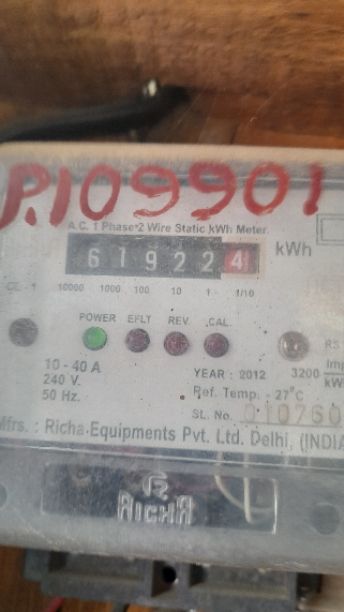 P.109901
A.C. 1 Phase 2 Wire Static kWh Meter.
619224 kWh
CL - 1 10000 1000 100 10 1 1/10
POWER EFLT REV. CAL.
10 - 40 A
240 V.
50 Hz.
YEAR : 2012 3200
Ref. Temp. - 27°C
SL. No. 010760
Mfrs. : Richa Equipments Pvt. Ltd. Delhi, (INDIA
RICHA